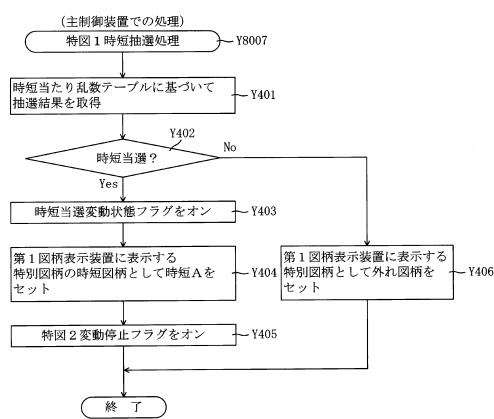 （主制御装置での処理）
特図１時短抽選処理
Y8007
時短当たり乱数テーブルに基づいて
抽選結果を取得
Y401
Y402
時短当選？
No
Yes
時短当選変動状態フラグをオン
Y403
第１図柄表示装置に表示する
特別図柄の時短図柄として時短Ａを
セット
Y404
第１図柄表示装置に表示する
特別図柄として外れ図柄を
セット
Y406
特図２変動停止フラグをオン
Y405
終 了